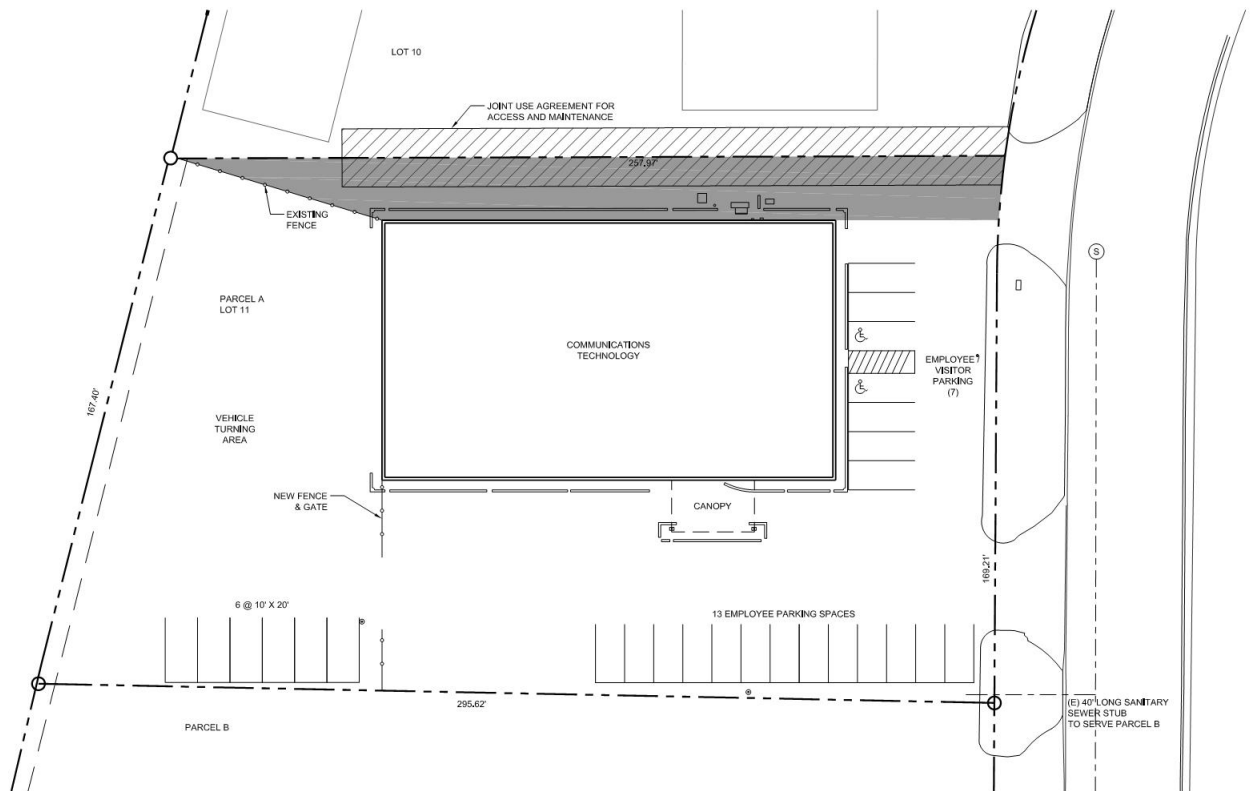 LOT 10
JOINT USE AGREEMENT FOR
ACCESS AND MAINTENANCE
257.97'
EXISTING
FENCE
S
PARCEL A
LOT 11
COMMUNICATIONS
TECHNOLOGY
EMPLOYEE
VISITOR
PARKING
(7)
167.40'
VEHICLE
TURNING
AREA
NEW FENCE
& GATE
CANOPY
169.21'
6 @ 10' X 20'
13 EMPLOYEE PARKING SPACES
295.62'
(E) 40' LONG SANITARY
SEWER STUB
TO SERVE PARCEL B
PARCEL B